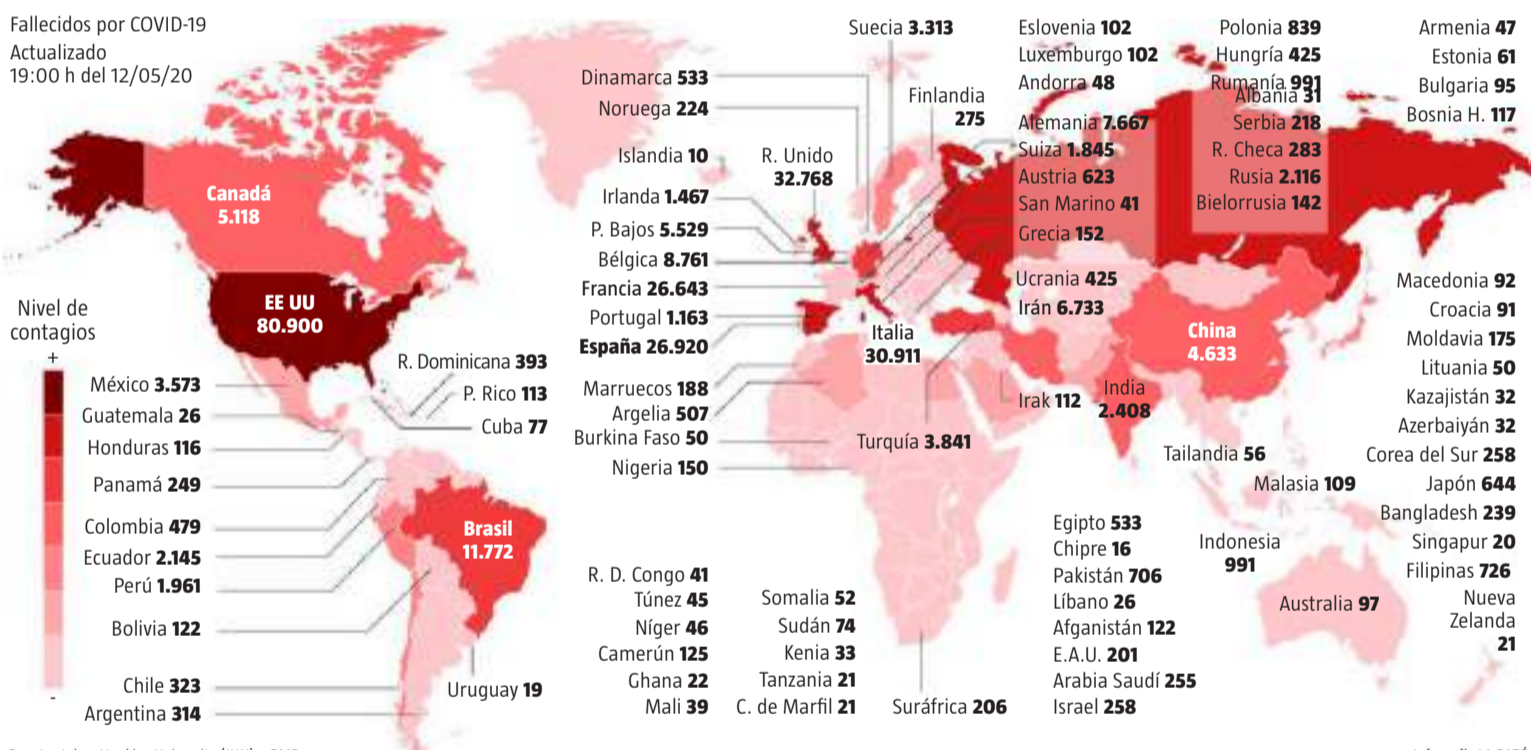 Fallecidos por COVID-19
Actualizado
19:00 h del 12/05/20
Nivel de
contagios
+
-
Canadá
5.118
EE UU
80.900
México 3.573
Guatemala 26
Honduras 116
Panamá 249
Colombia 479
Ecuador 2.145
Perú 1.961
Bolivia 122
Chile 323
Argentina 314
R. Dominicana 393
P. Rico 113
Cuba 77
Brasil
11.772
Uruguay 19
Suecia 3.313
Dinamarca 533
Noruega 224
Finlandia
275
Islandia 10
R. Unido
32.768
Irlanda 1.467
P. Bajos 5.529
Bélgica 8.761
Francia 26.643
Portugal 1.163
España 26.920
Italia
30.911
Marruecos 188
Argelia 507
Burkina Faso 50
Nigeria 150
Turquía 3.841
R. D. Congo 41
Túnez 45
Níger 46
Camerún 125
Ghana 22
Mali 39
Somalia 52
Sudán 74
Kenia 33
Tanzania 21
C. de Marfil 21
Suráfrica 206
Eslovenia 102
Luxemburgo 102
Andorra 48
Alemania 7.667
Suiza 1.845
Austria 623
San Marino 41
Grecia 152
Ucrania 425
Irán 6.733
Irak 112
India
2.408
China
4.633
Polonia 839
Hungría 425
Rumanía 991
Albania 31
Serbia 218
R. Checa 283
Rusia 2.116
Bielorrusia 142
Armenia 47
Estonia 61
Bulgaria 95
Bosnia H. 117
Macedonia 92
Croacia 91
Moldavia 175
Lituania 50
Kazajistán 32
Azerbaiyán 32
Corea del Sur 258
Japón 644
Bangladesh 239
Singapur 20
Filipinas 726
Nueva
Zelanda
21
Tailandia 56
Malasia 109
Indonesia
991
Australia 97
Egipto 533
Chipre 16
Pakistán 706
Líbano 26
Afganistán 122
E.A.U. 201
Arabia Saudí 255
Israel 258